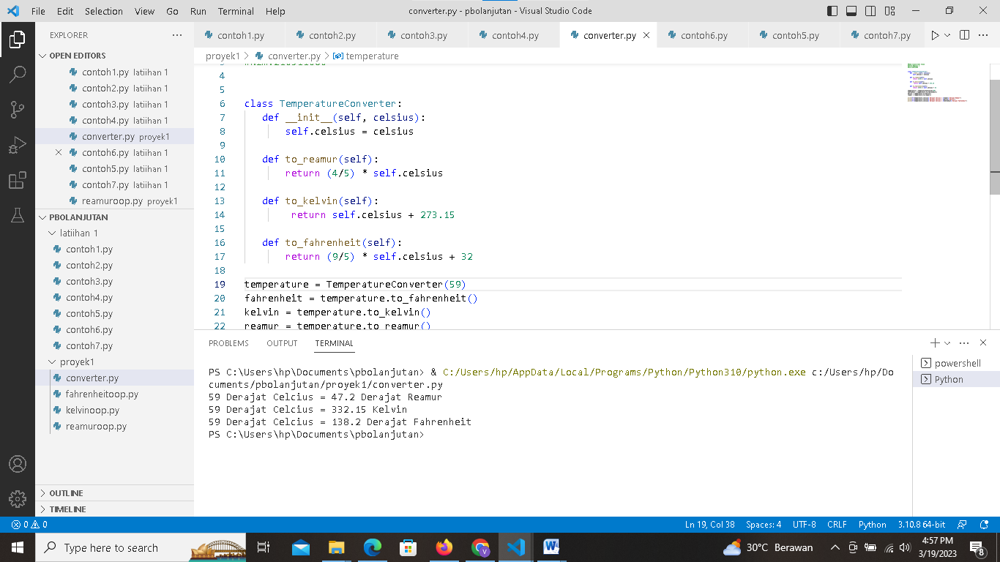 File Edit Selection View Go Run Terminal Help
converter.py - pbolanjutan - Visual Studio Code
EXPLORER
OPEN EDITORS
contoh1.py latiihan 1
contoh2.py latiihan 1
contoh3.py latiihan 1
contoh4.py latiihan 1
converter.py proyek1
contoh6.py latiihan 1
contoh5.py latiihan 1
contoh7.py latiihan 1
reamuroop.py proyek1
PBOLANJUTAN
latiihan 1
contoh1.py
contoh2.py
contoh3.py
contoh4.py
contoh5.py
contoh6.py
contoh7.py
proyek1
converter.py
fahrenheitoop.py
kelvinoop.py
reamuroop.py
OUTLINE
TIMELINE
contoh1.py contoh2.py contoh3.py contoh4.py converter.py contoh6.py contoh5.py contoh7.py
proyek1 > converter.py > temperature
4
5
6 class TemperatureConverter:
7 def __init__(self, celsius):
8 self.celsius = celsius
9
10 def to_reamur(self):
11 return (4/5) * self.celsius
12
13 def to_kelvin(self):
14 return self.celsius + 273.15
15
16 def to_fahrenheit(self):
17 return (9/5) * self.celsius + 32
18
19 temperature = TemperatureConverter(59)
20 fahrenheit = temperature.to_fahrenheit()
21 kelvin = temperature.to_kelvin()
22 reamur = temperature.to_reamur()
PROBLEMS OUTPUT TERMINAL
PS C:\Users\hp\Documents\pbolanjutan> & C:/Users/hp/AppData/Local/Programs/Python/Python310/python.exe c:/Users/hp/Do
cuments/pbolanjutan/proyek1/converter.py
59 Derajat Celcius = 47.2 Derajat Reamur
59 Derajat Celcius = 332.15 Kelvin
59 Derajat Celcius = 138.2 Derajat Fahrenheit
PS C:\Users\hp\Documents\pbolanjutan>
powershell
Python
0 0
Ln 19, Col 38 Spaces: 4 UTF-8 CRLF Python 3.10.8 64-bit
Type here to search
30°C Berawan
4:57 PM
3/19/2023
8